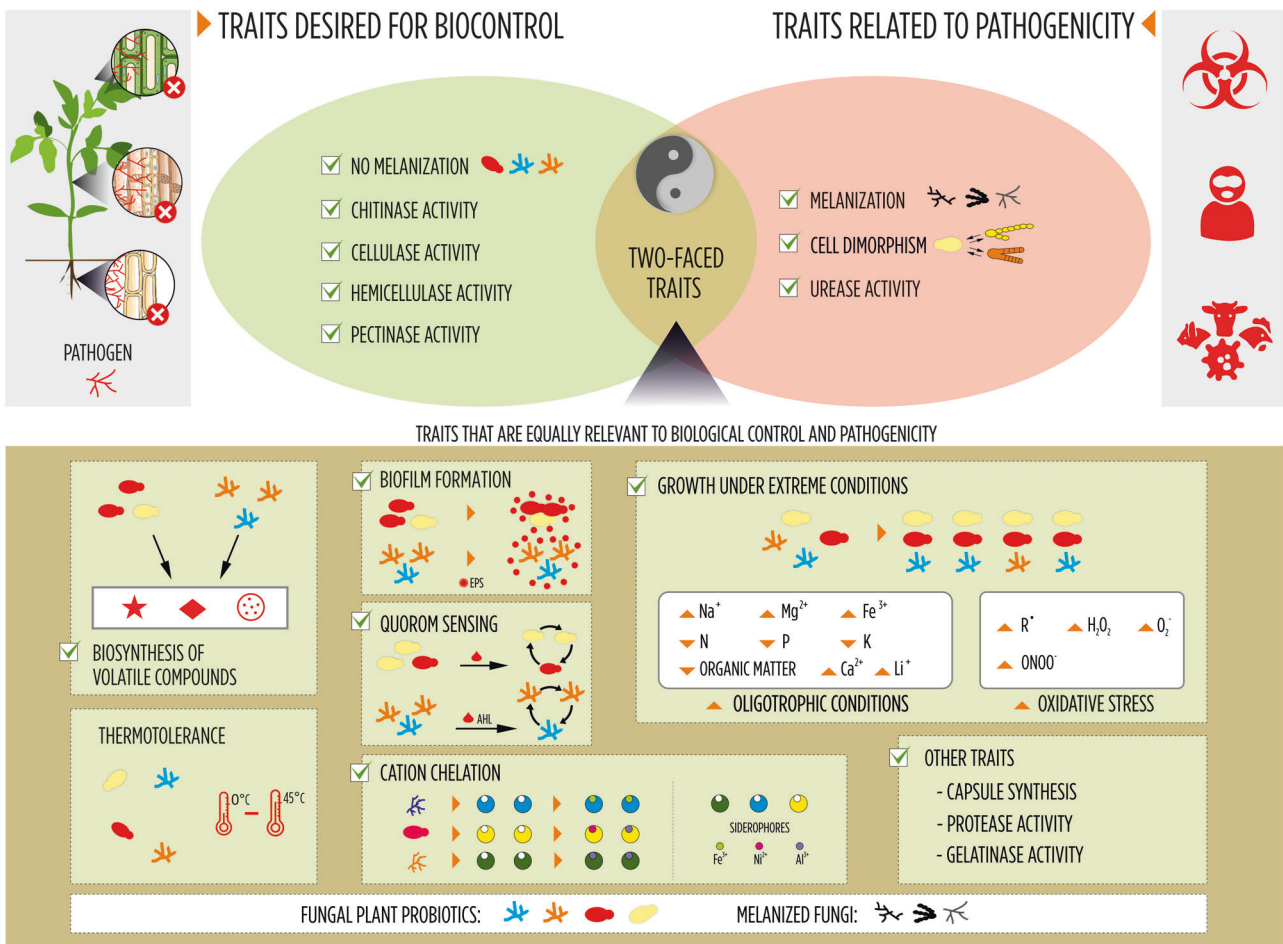 TRAITS DESIRED FOR BIOCONTROL
TRAITS RELATED TO PATHOGENICITY
PATHOGEN
NO MELANIZATION
CHITINASE ACTIVITY
CELLULASE ACTIVITY
HEMICELLULASE ACTIVITY
PECTINASE ACTIVITY
TWO-FACED
TRAITS
MELANIZATION
CELL DIMORPHISM
UREASE ACTIVITY
TRAITS THAT ARE EQUALLY RELEVANT TO BIOLOGICAL CONTROL AND PATHOGENICITY
BIOSYNTHESIS OF
VOLATILE COMPOUNDS
THERMOTOLERANCE
0°C
45°C
BIOFILM FORMATION
EPS
QUOROM SENSING
AHL
CATION CHELATION
SIDEROPHORES
Fe³⁺ Ni²⁺ Al³⁺
GROWTH UNDER EXTREME CONDITIONS
Na⁺ Mg²⁺ Fe³⁺
N P K
ORGANIC MATTER Ca²⁺ Li⁺
OLIGOTROPHIC CONDITIONS
R• H₂O₂ O₂⁻
ONOO⁻
OXIDATIVE STRESS
OTHER TRAITS
- CAPSULE SYNTHESIS
- PROTEASE ACTIVITY
- GELATINASE ACTIVITY
FUNGAL PLANT PROBIOTICS:
MELANIZED FUNGI: